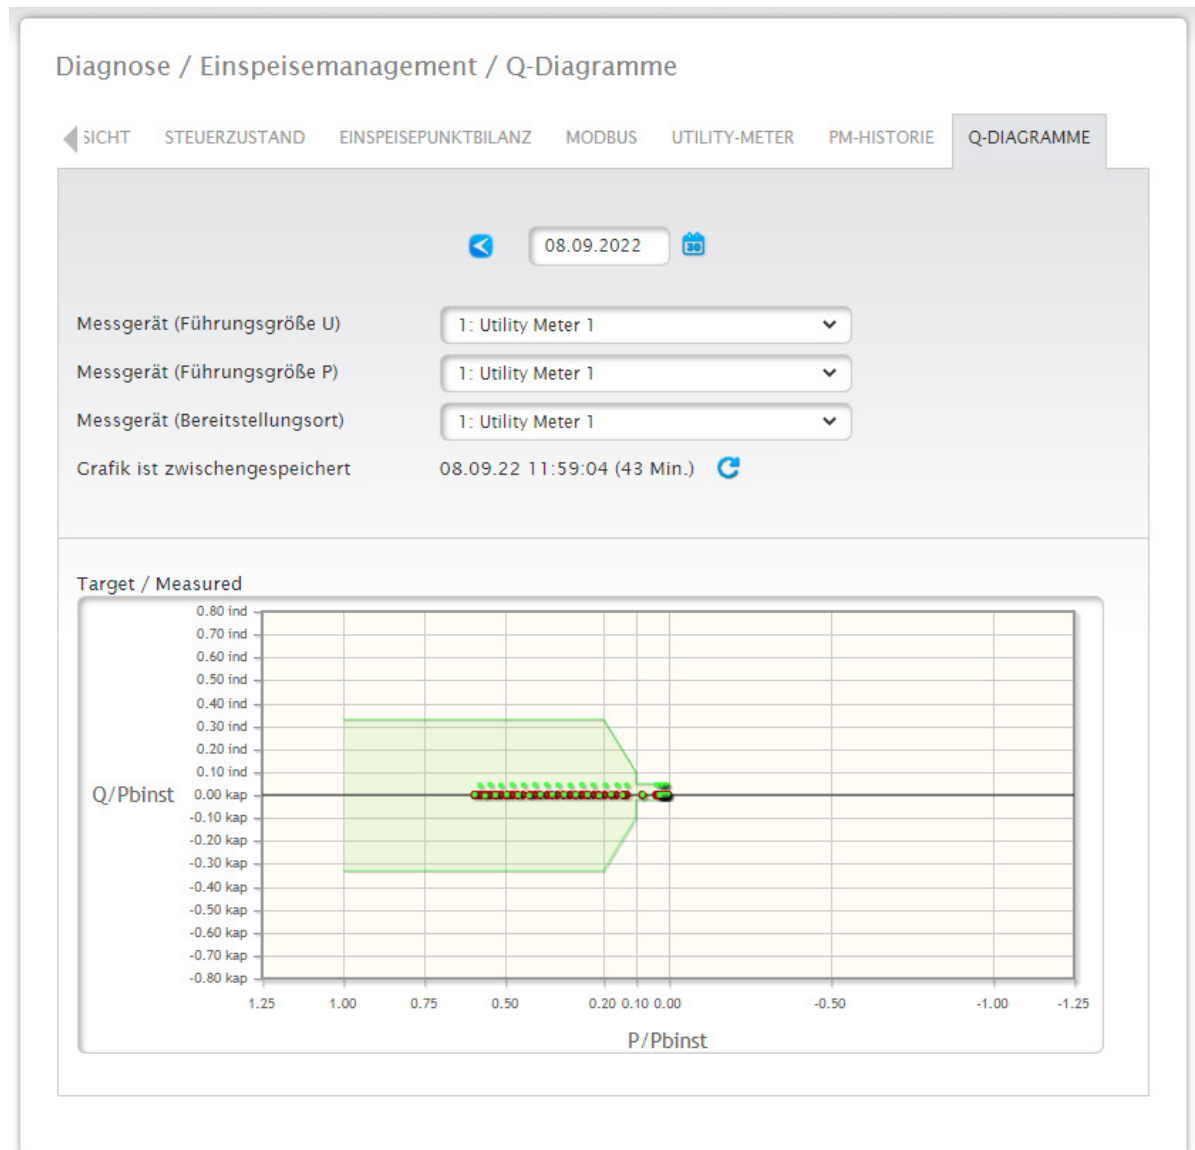 Diagnose / Einspeisemanagement / Q-Diagramme
SICHT STEUERZUSTAND EINSPEISEPUNKTBILANZ MODBUS UTILITY-METER PM-HISTORIE Q-DIAGRAMME
08.09.2022 30
Messgerät (Führungsgröße U) 1: Utility Meter 1
Messgerät (Führungsgröße P) 1: Utility Meter 1
Messgerät (Bereitstellungsort) 1: Utility Meter 1
Grafik ist zwischengespeichert 08.09.22 11:59:04 (43 Min.)
Target / Measured
0.80 ind
0.70 ind
0.60 ind
0.50 ind
0.40 ind
0.30 ind
0.20 ind
0.10 ind
Q/Pbinst 0.00 kap
-0.10 kap
-0.20 kap
-0.30 kap
-0.40 kap
-0.50 kap
-0.60 kap
-0.70 kap
-0.80 kap
1.25 1.00 0.75 0.50 0.20 0.10 0.00 -0.50 -1.00 -1.25
P/Pbinst